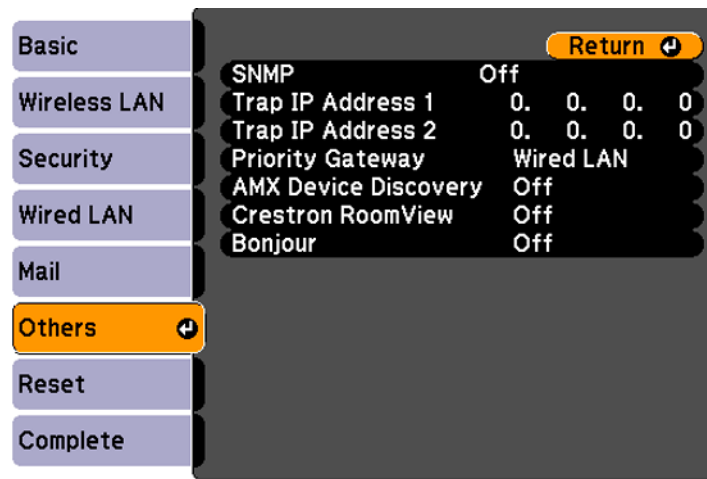 Basic
Wireless LAN
Security
Wired LAN
Mail
Others
Reset
Complete
Return
SNMP Off
Trap IP Address 1 0. 0. 0. 0
Trap IP Address 2 0. 0. 0. 0
Priority Gateway Wired LAN
AMX Device Discovery Off
Crestron RoomView Off
Bonjour Off